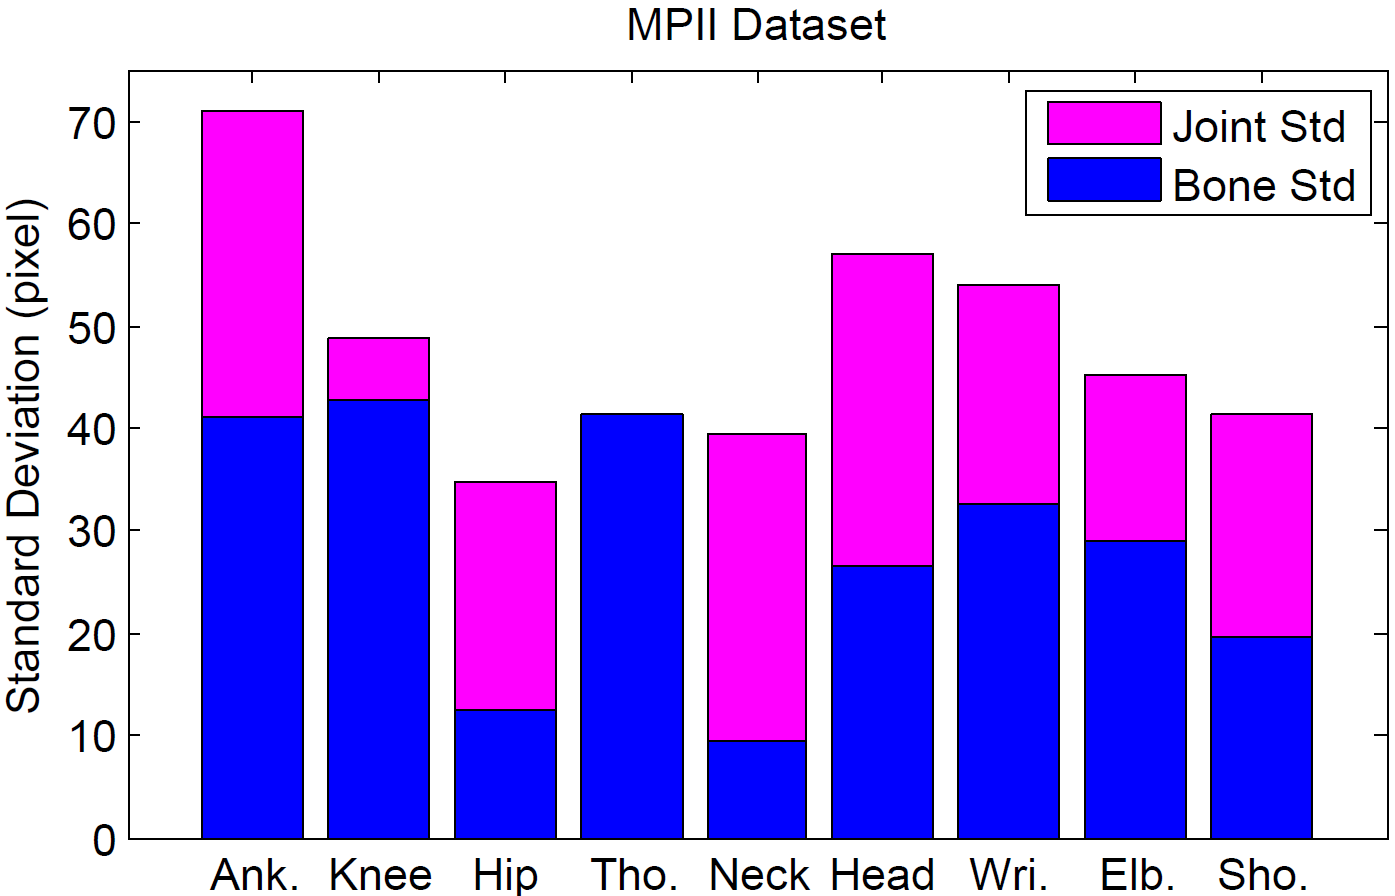 MPII Dataset
Joint Std
Bone Std
Standard Deviation (pixel)
70
60
50
40
30
20
10
0
Ank. Knee Hip Tho. Neck Head Wri. Elb. Sho.